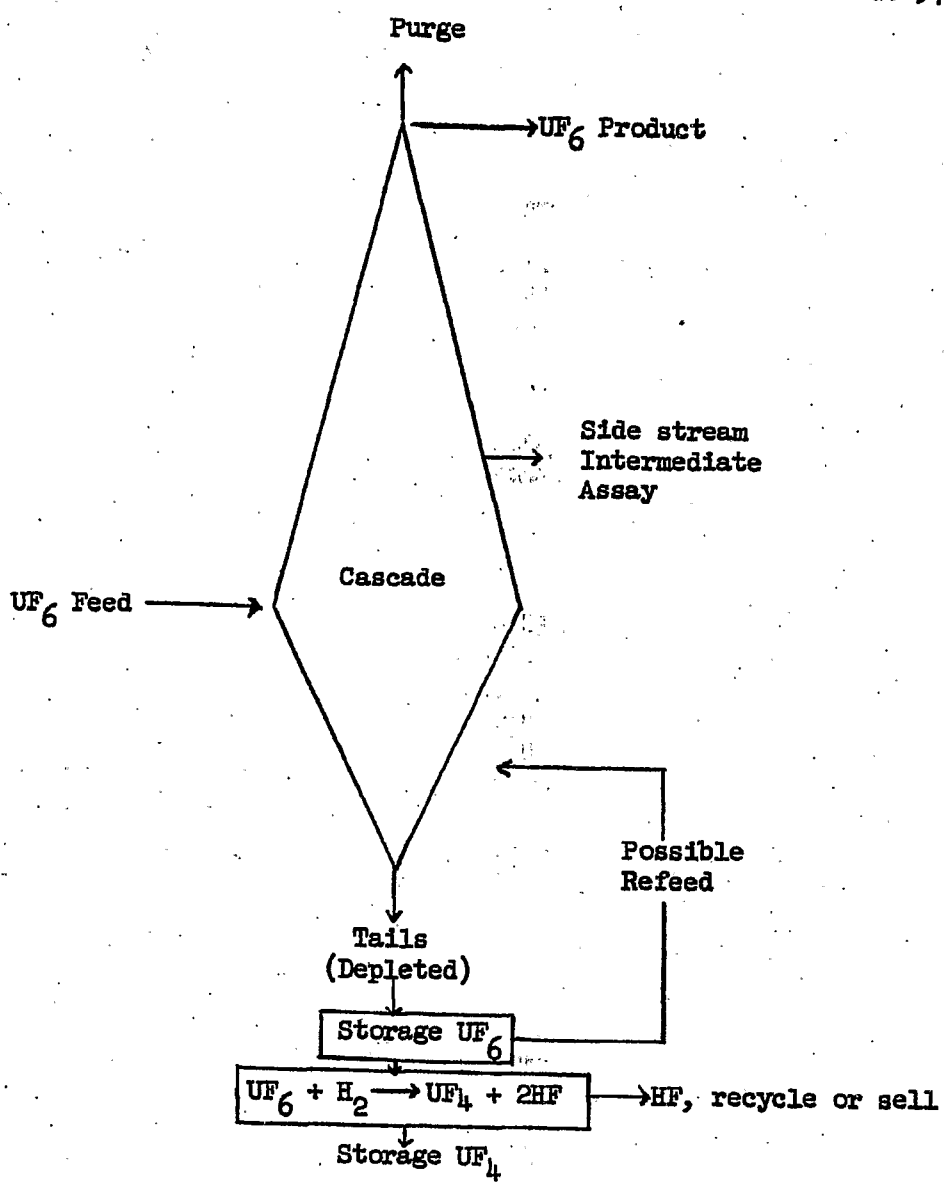 Purge
UF6 Product
Side stream
Intermediate
Assay
Cascade
UF6 Feed
Possible
Refeed
Tails
(Depleted)
Storage UF6
UF6 + H2 → UF4 + 2HF
HF, recycle or sell
Storage UF4